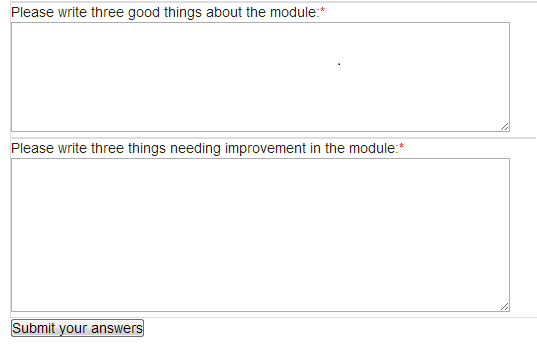 Please write three good things about the module:*
Please write three things needing improvement in the module:*
Submit your answers